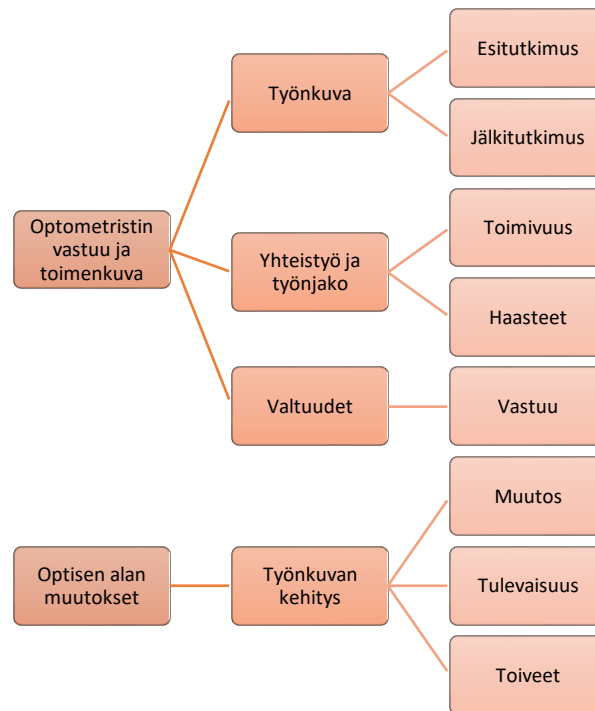 Optometristin
vastuu ja
toimenkuva
Työnkuva
Esitutkimus
Jälkitutkimus
Yhteistyö ja
työnjako
Toimivuus
Haasteet
Valtuudet
Vastuu
Optisen alan
muutokset
Työnkuvan
kehitys
Muutos
Tulevaisuus
Toiveet